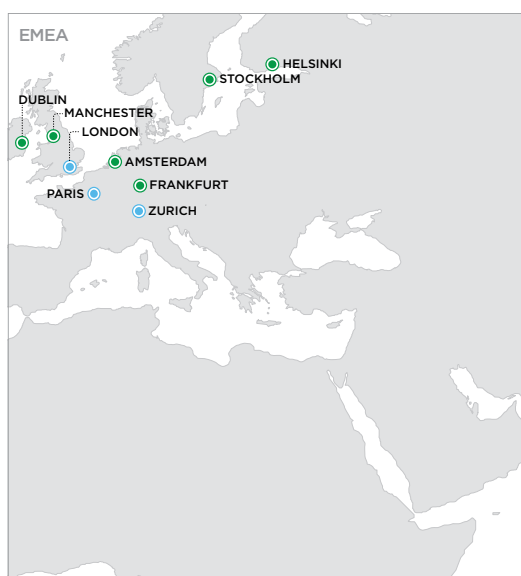 EMEA
HELSINKI
STOCKHOLM
DUBLIN
MANCHESTER
LONDON
AMSTERDAM
FRANKFURT
PARIS
ZURICH